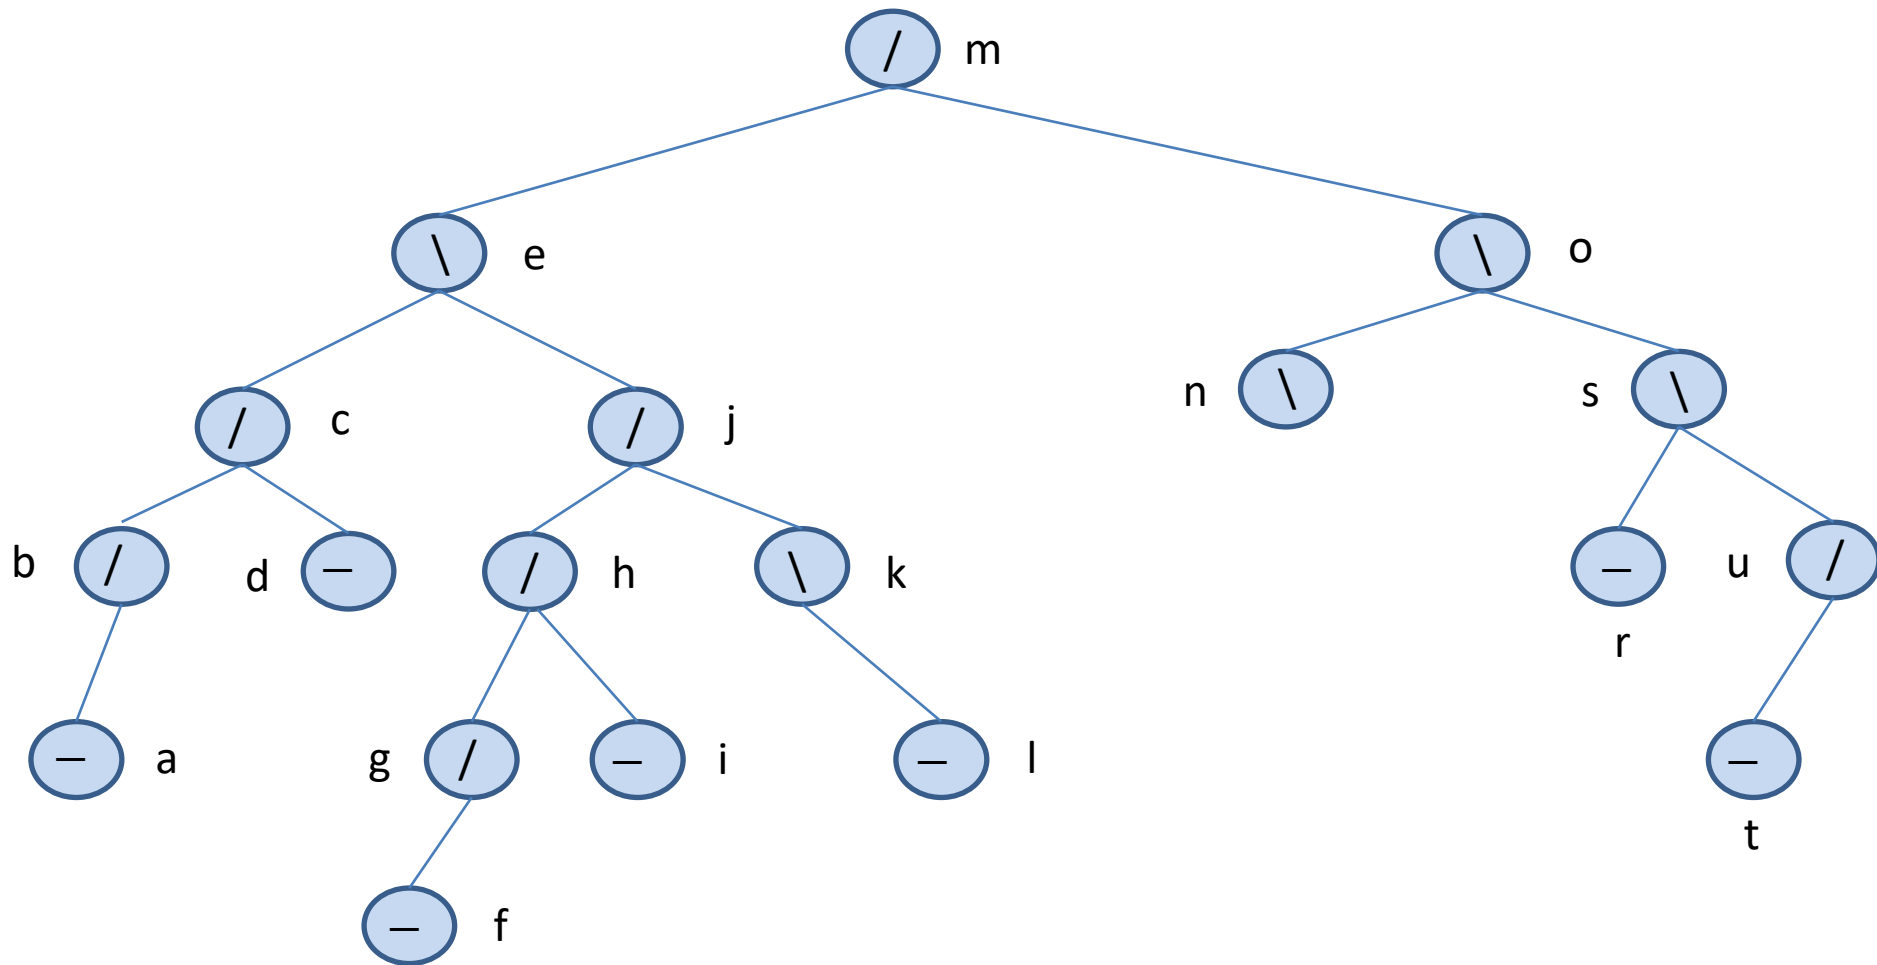 / m
\ e
\ o
/ c
/ j
n \
s \
b /
d –
/ h
\ k
–
r
u /
– a
g /
– i
– l
–
t
– f